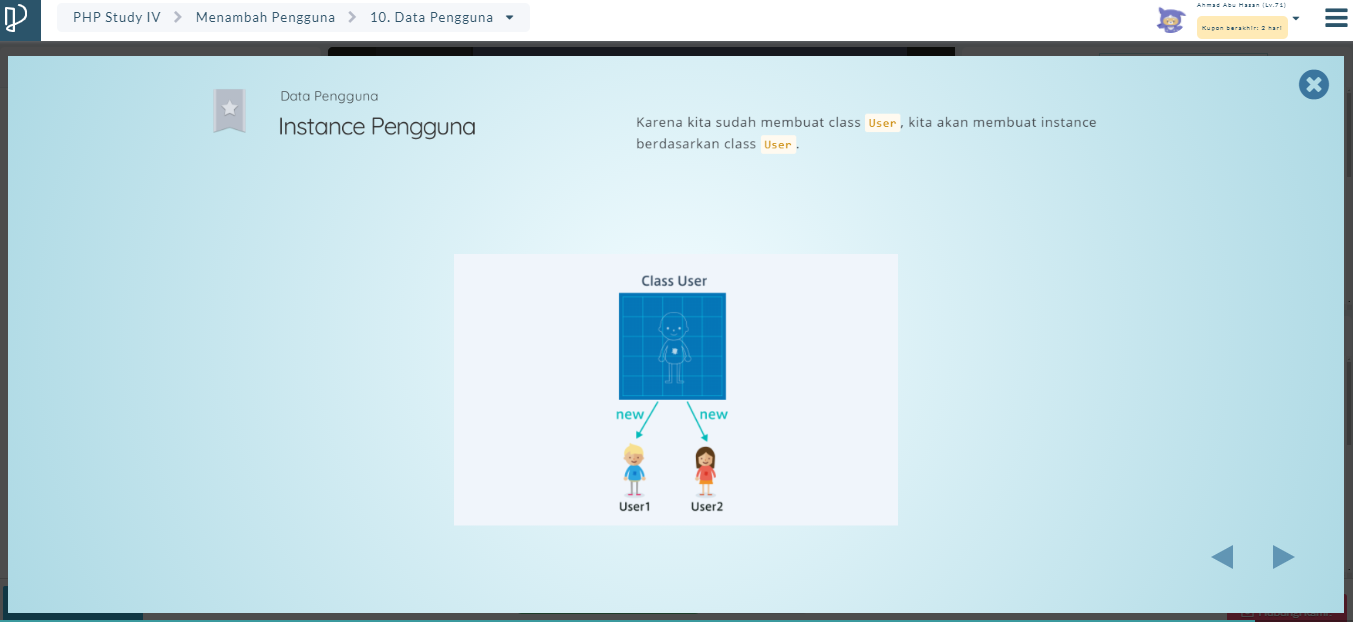 PHP Study IV
Menambah Pengguna
10. Data Pengguna
Ahmad Abu Hasan (Lv.71)
Kupon berakhir: 2 hari
Data Pengguna
Instance Pengguna
Karena kita sudah membuat class User, kita akan membuat instance
berdasarkan class User.
Class User
new
new
User1
User2